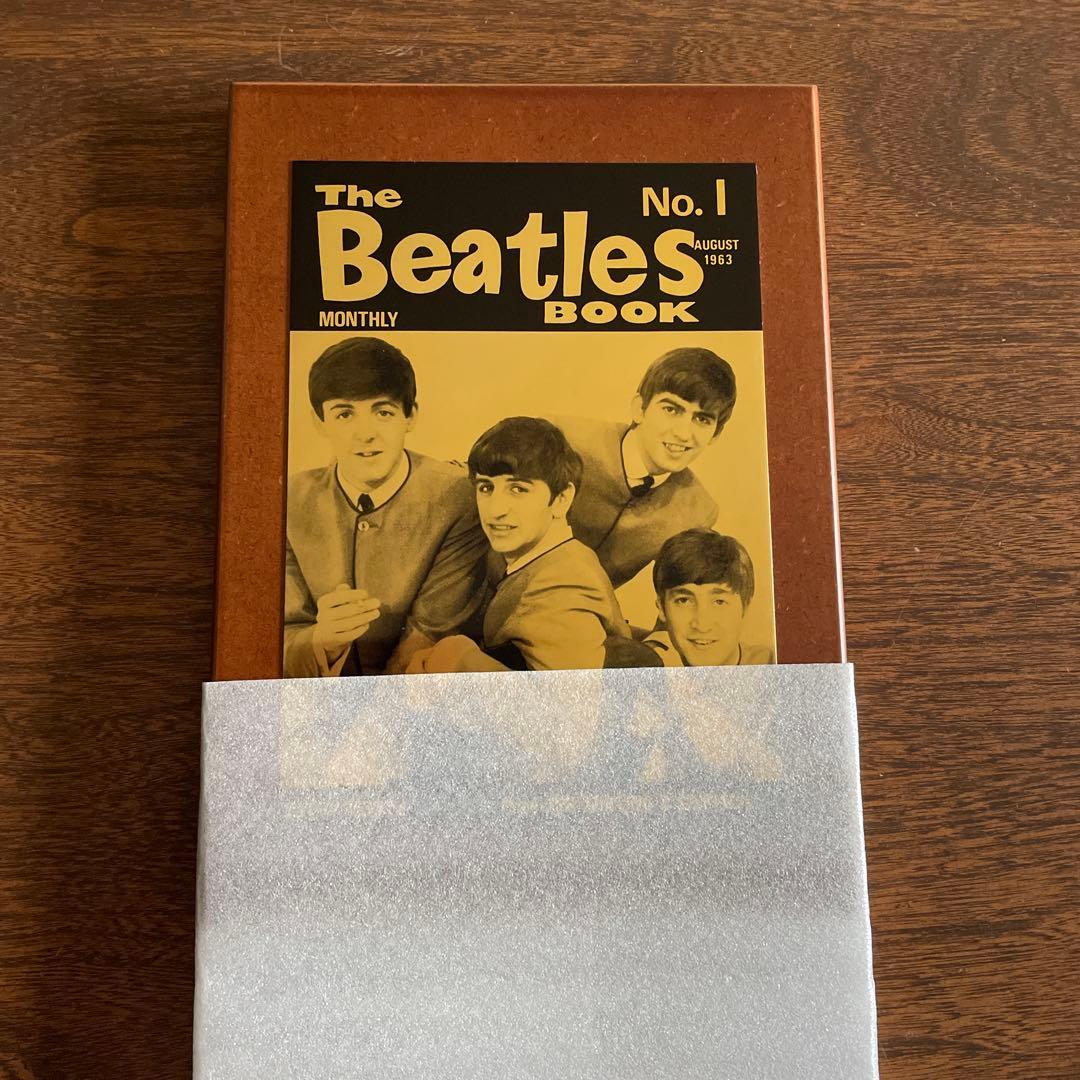 The
No. 1
Beatles
AUGUST
1963
MONTHLY
BOOK